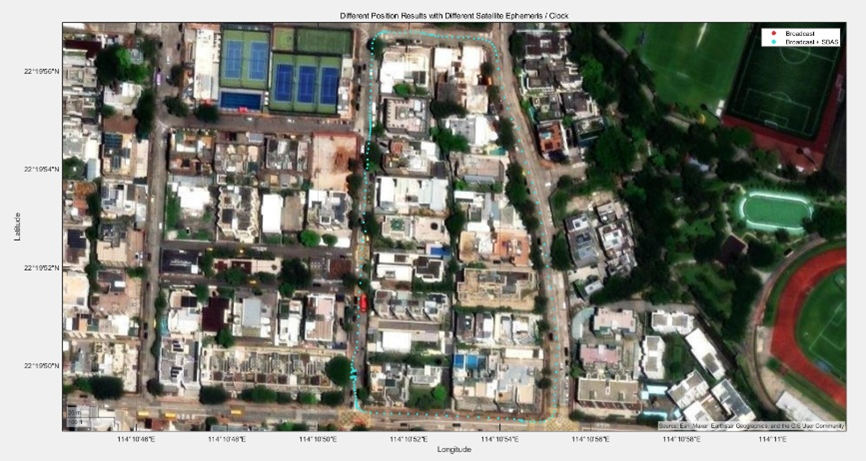 Different Position Results with Different Satellite Ephemeris / Clock
Broadcast
Broadcast + SBAS
22°19'56"N
22°19'54"N
22°19'52"N
22°19'50"N
Latitude
20 m
100 ft
Source: Esri, Maxar, Earthstar Geographics, and the GIS User Community
114°10'46"E
114°10'48"E
114°10'50"E
114°10'52"E
114°10'54"E
114°10'56"E
114°10'58"E
114°11'E
Longitude